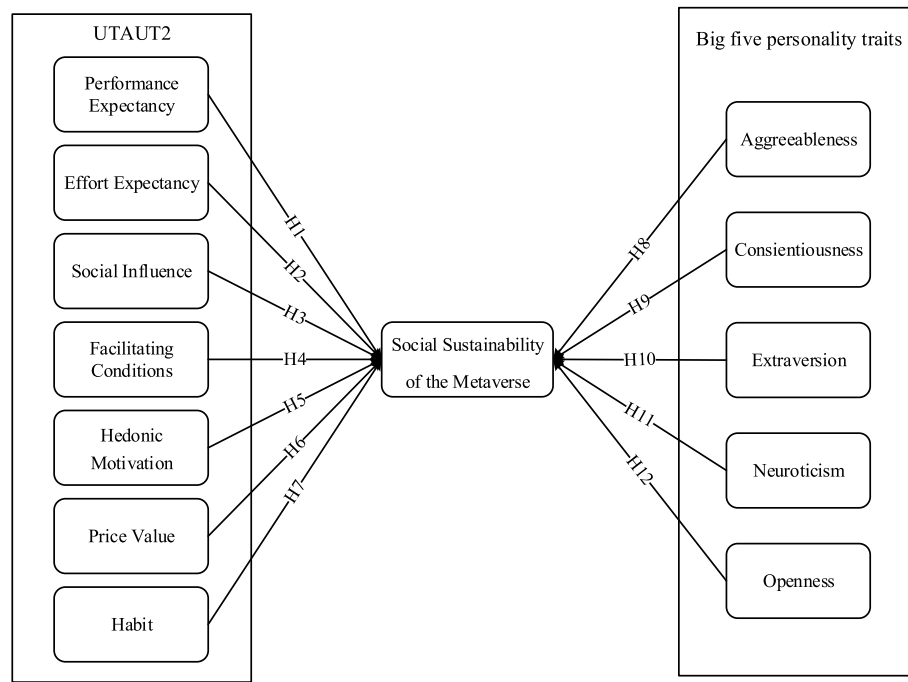 UTAUT2
Performance
Expectancy
Effort Expectancy
Social Influence
Facilitating
Conditions
Hedonic
Motivation
Price Value
Habit
H1
H2
H3
H4
H5
H6
H7
Social Sustainability
of the Metaverse
H8
H9
H10
H11
H12
Big five personality traits
Aggreeableness
Consientiousness
Extraversion
Neuroticism
Openness